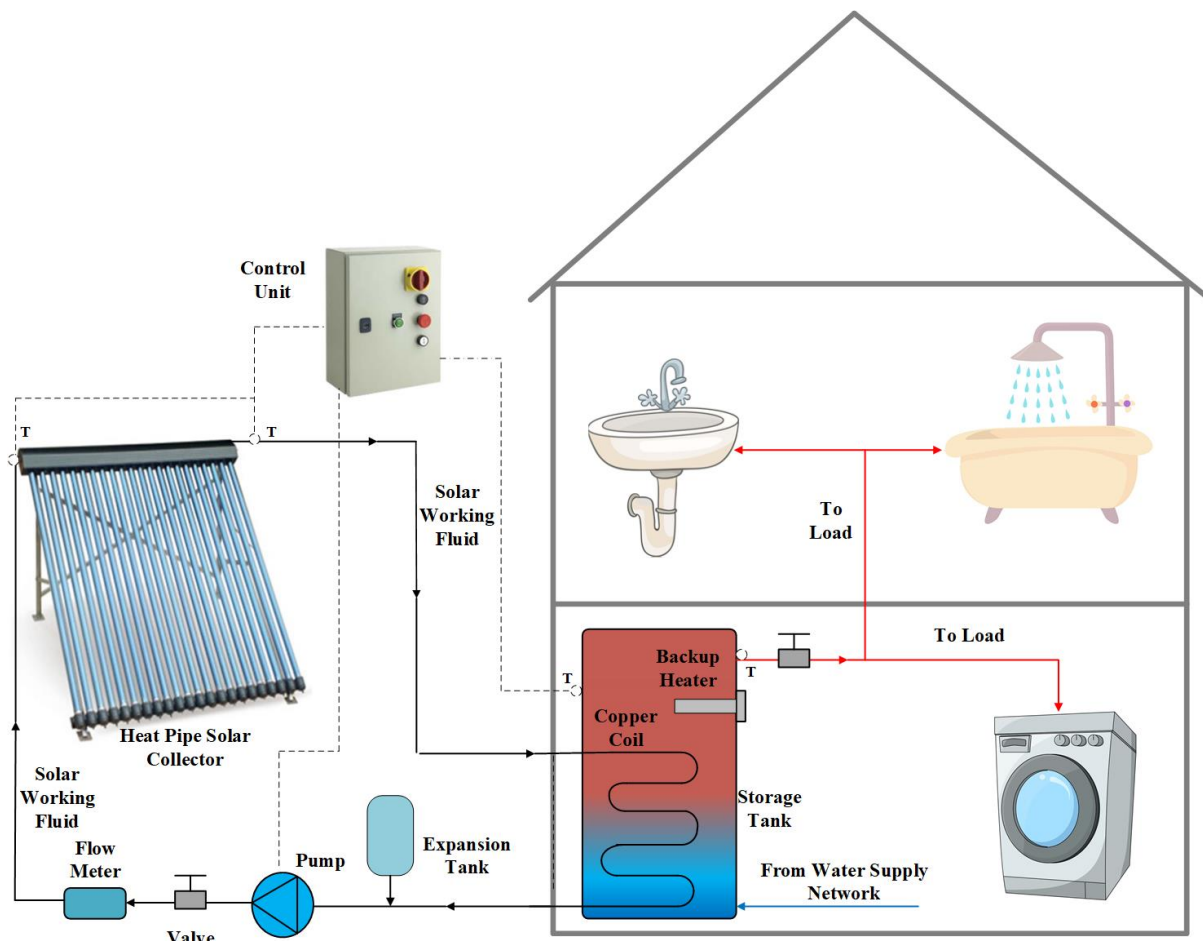 Control
Unit
T
T
Solar
Working
Fluid
To
Load
To Load
Backup
Heater
T
T
Copper
Coil
Heat Pipe Solar
Collector
Solar
Working
Fluid
Storage
Tank
Flow
Meter
Pump
Expansion
Tank
From Water Supply
Network
Valve